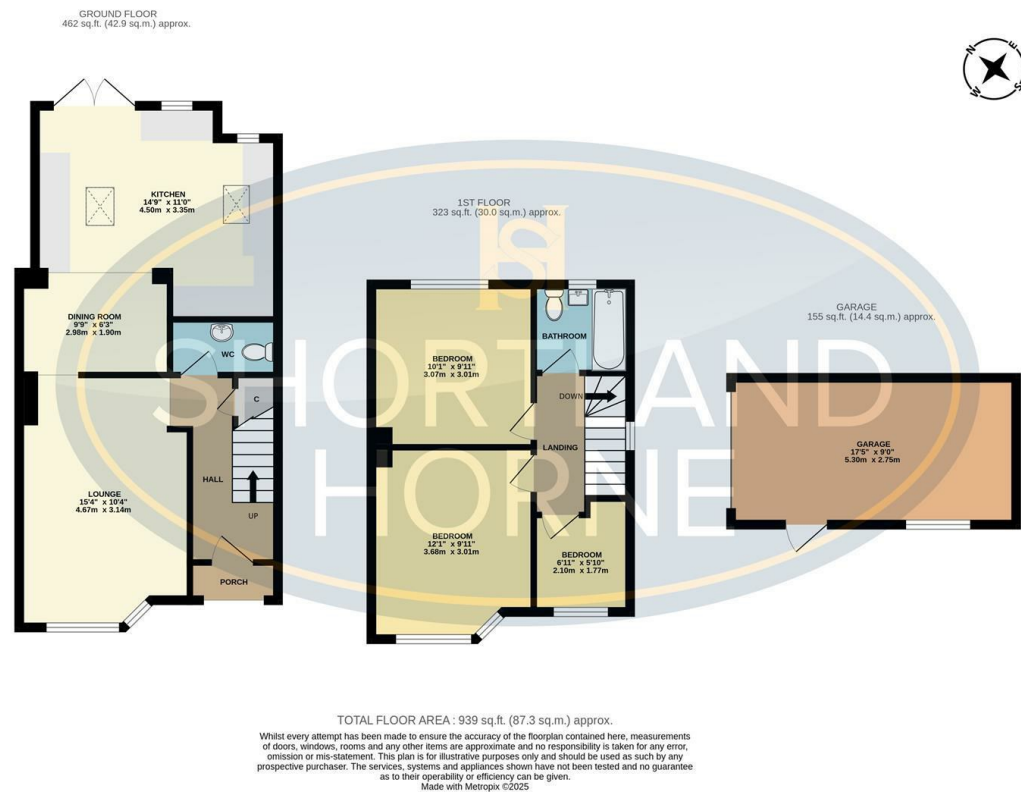 GROUND FLOOR
462 sq.ft. (42.9 sq.m.) approx.
N
E
S
W
KITCHEN
14'9" x 11'0"
4.50m x 3.35m
1ST FLOOR
323 sq.ft. (30.0 sq.m.) approx.
SH
GARAGE
155 sq.ft. (14.4 sq.m.) approx.
DINING ROOM
9'9" x 6'3"
2.98m x 1.90m
WC
BATHROOM
BEDROOM
10'1" x 9'11"
3.07m x 3.01m
SHORTLAND
HORNE
C
DOWN
LANDING
GARAGE
17'5" x 9'0"
5.30m x 2.75m
HALL
LOUNGE
15'4" x 10'4"
4.67m x 3.14m
UP
BEDROOM
12'1" x 9'11"
3.68m x 3.01m
BEDROOM
6'11" x 5'10"
2.10m x 1.77m
PORCH
TOTAL FLOOR AREA : 939 sq.ft. (87.3 sq.m.) approx.
Whilst every attempt has been made to ensure the accuracy of the floorplan contained here, measurements
of doors, windows, rooms and any other items are approximate and no responsibility is taken for any error,
omission or mis-statement. This plan is for illustrative purposes only and should be used as such by any
prospective purchaser. The services, systems and appliances shown have not been tested and no guarantee
as to their operability or efficiency can be given.
Made with Metropix ©2025